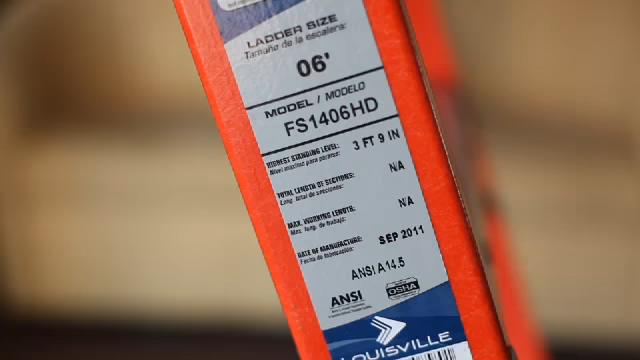 LADDER SIZE
Tamaño de la escalera:
06'
MODEL / MODELO
FS1406HD
HIGHEST STANDING LEVEL: 3 FT 9 IN
Nivel máximo para pararse:
TOTAL LENGTH OF SECTIONS: N/A
Long. total de secciones:
MAX. WORKING LENGTH: N/A
Max. long. de trabajo:
DATE OF MANUFACTURE: SEP 2011
Fecha de fabricación:
ANSI A14.5
ANSI
OSHA
LOUISVILLE